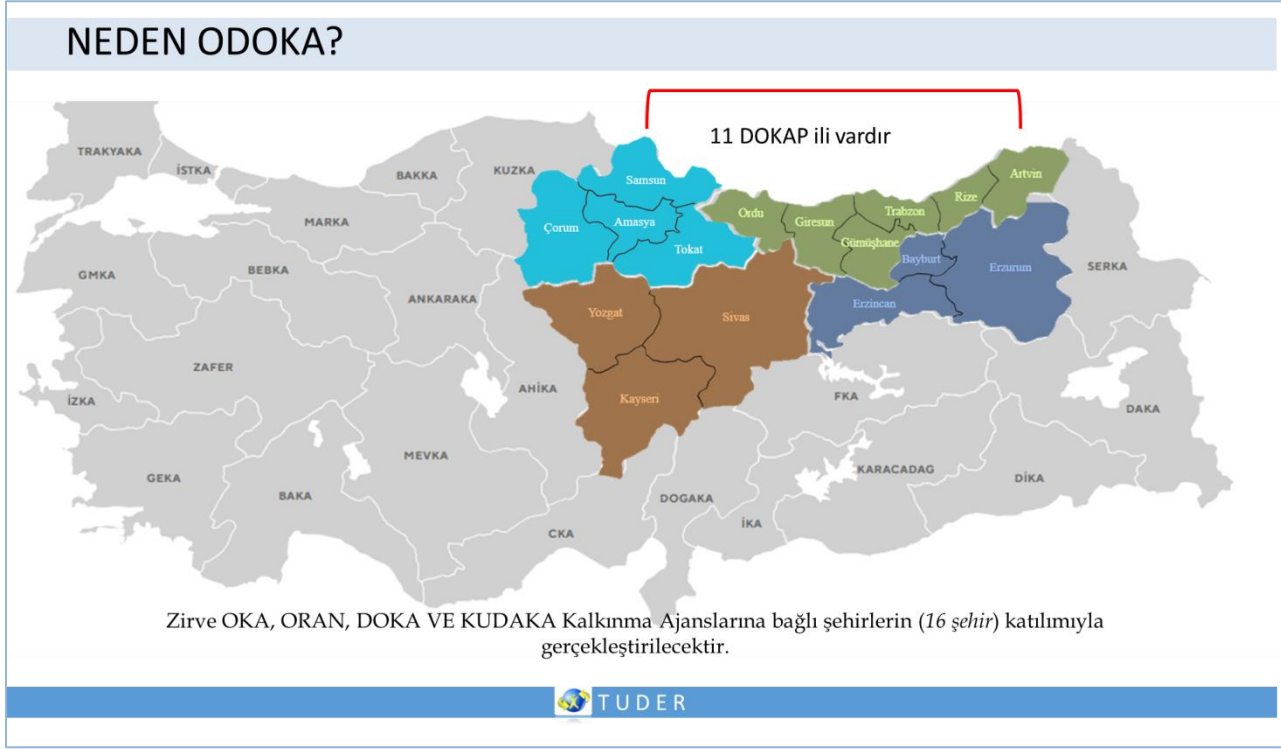 NEDEN ODOKA?
11 DOKAP ili vardır
TRAKYAKA
İSTKA
BAKKA
KUZKA
MARKA
GMKA
BEBKA
ANKARAKA
ZAFER
AHİKA
İZKA
MEVKA
GEKA
BAKA
CKA
DOGAKA
İKA
KARACADAG
DİKA
DAKA
FKA
SERKA
Samsun
Amasya
Çorum
Tokat
Ordu
Giresun
Trabzon
Rize
Artvin
Gümüşhane
Bayburt
Erzurum
Erzincan
Yozgat
Sivas
Kayseri
Zirve OKA, ORAN, DOKA VE KUDAKA Kalkınma Ajanslarına bağlı şehirlerin (16 şehir) katılımıyla
gerçekleştirilecektir.
TUDER